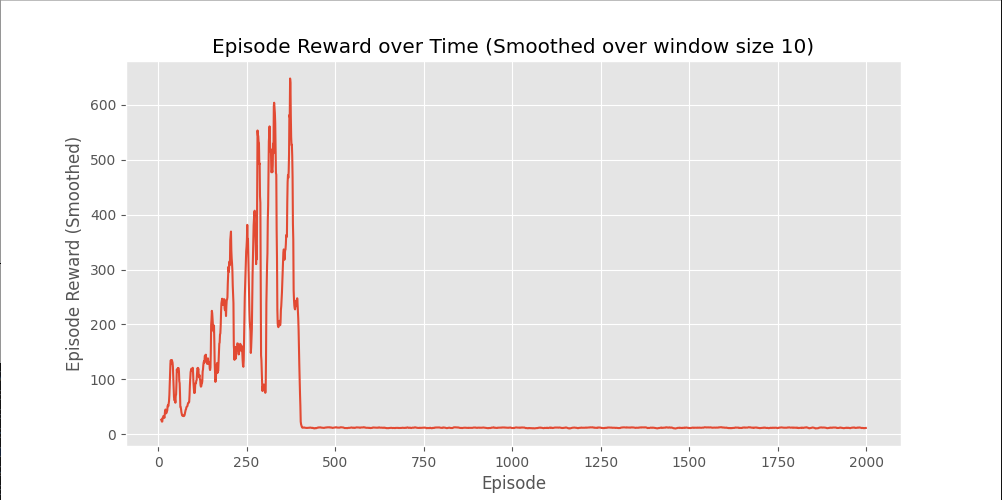 Episode Reward over Time (Smoothed over window size 10)
Episode Reward (Smoothed)
600
500
400
300
200
100
0
0 250 500 750 1000 1250 1500 1750 2000
Episode